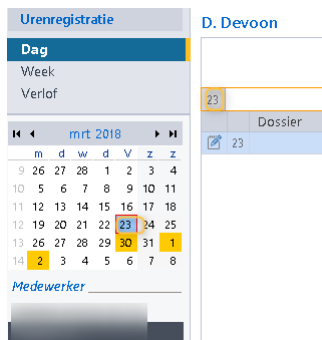 Urenregistratie
D. Devoon
Dag
Week
Verlof
23
Dossier
23
mrt 2018
m d w d V z z
9 26 27 28 1 2 3 4
10 5 6 7 8 9 10 11
11 12 13 14 15 16 17 18
12 19 20 21 22 23 24 25
13 26 27 28 29 30 31 1
14 2 3 4 5 6 7 8
Medewerker